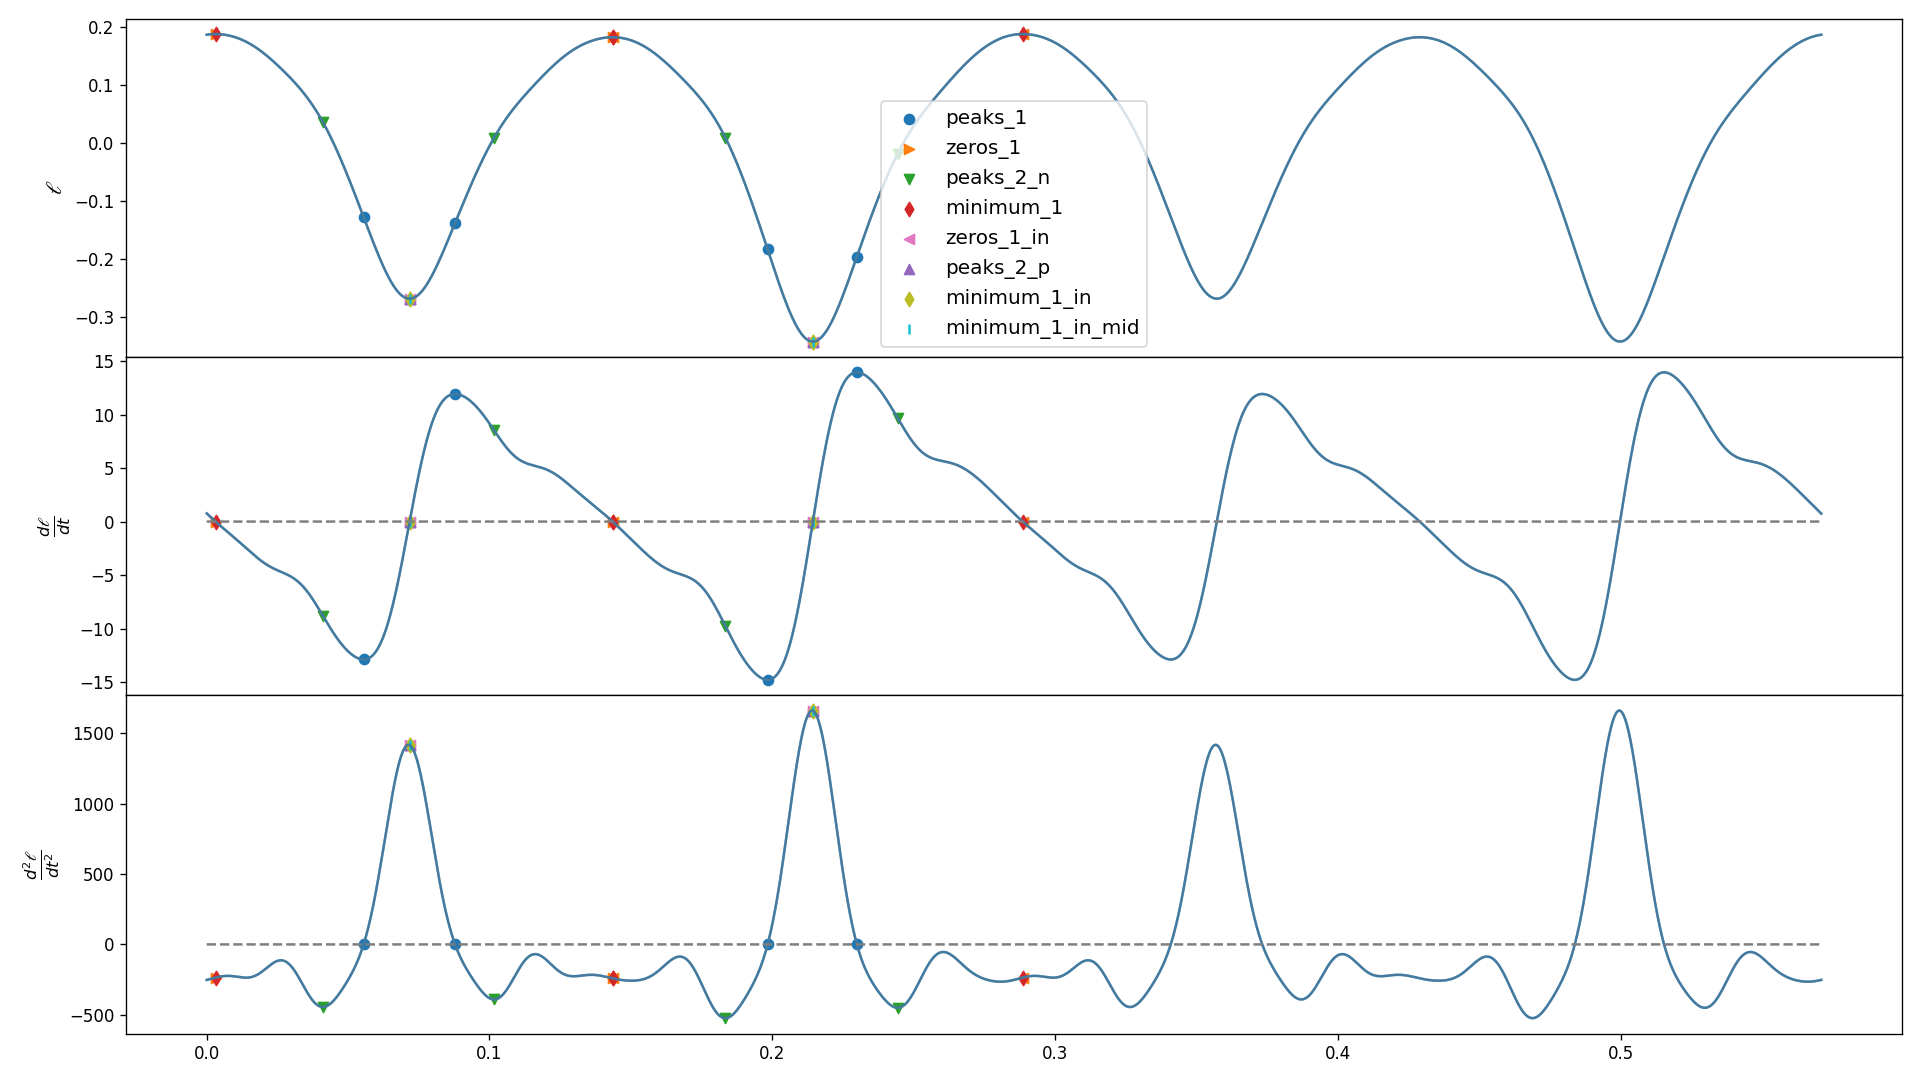 0.2
0.1
0.0
−0.1
−0.2
−0.3
ℓ
peaks_1
zeros_1
peaks_2_n
minimum_1
zeros_1_in
peaks_2_p
minimum_1_in
minimum_1_in_mid
15
10
5
0
−5
−10
−15
dℓ
dt
1500
1000
500
0
−500
d²ℓ
dt²
0.0 0.1 0.2 0.3 0.4 0.5